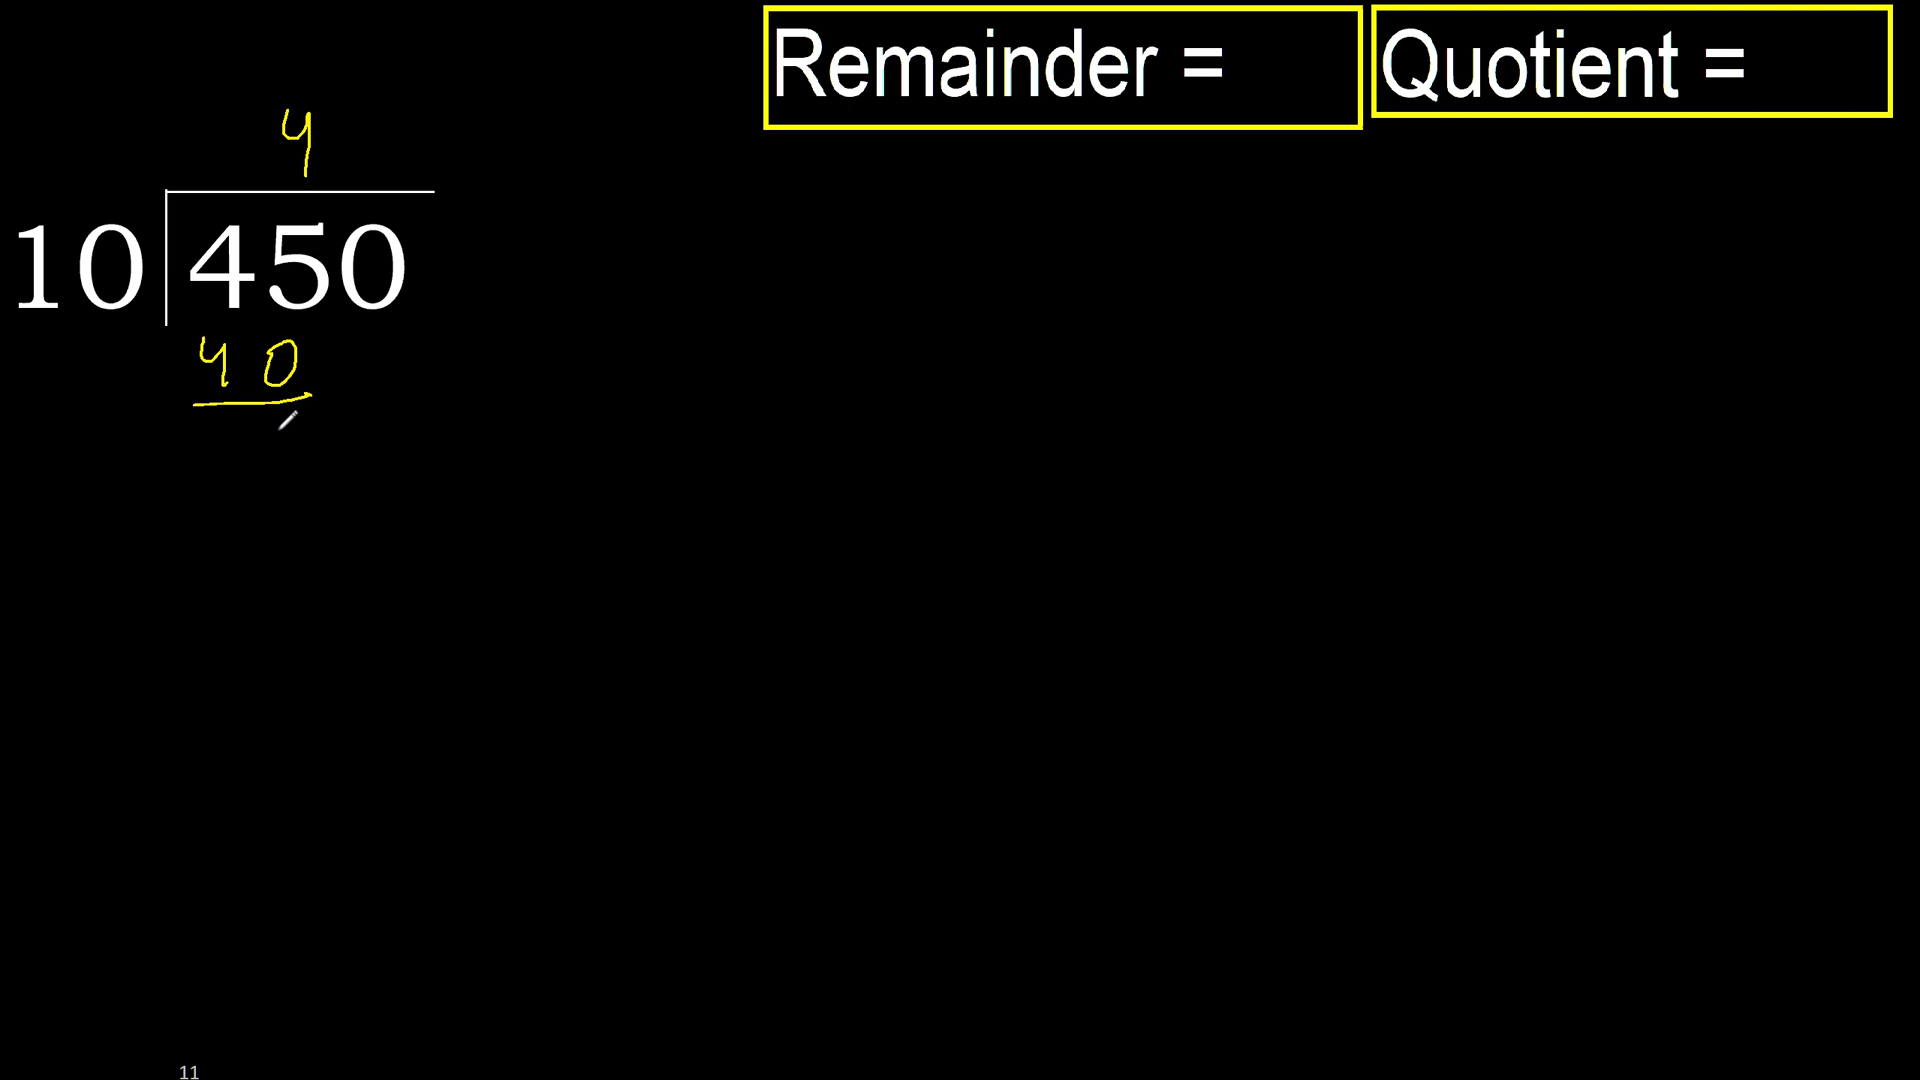 Remainder =
Quotient =
4
10 450
40
11